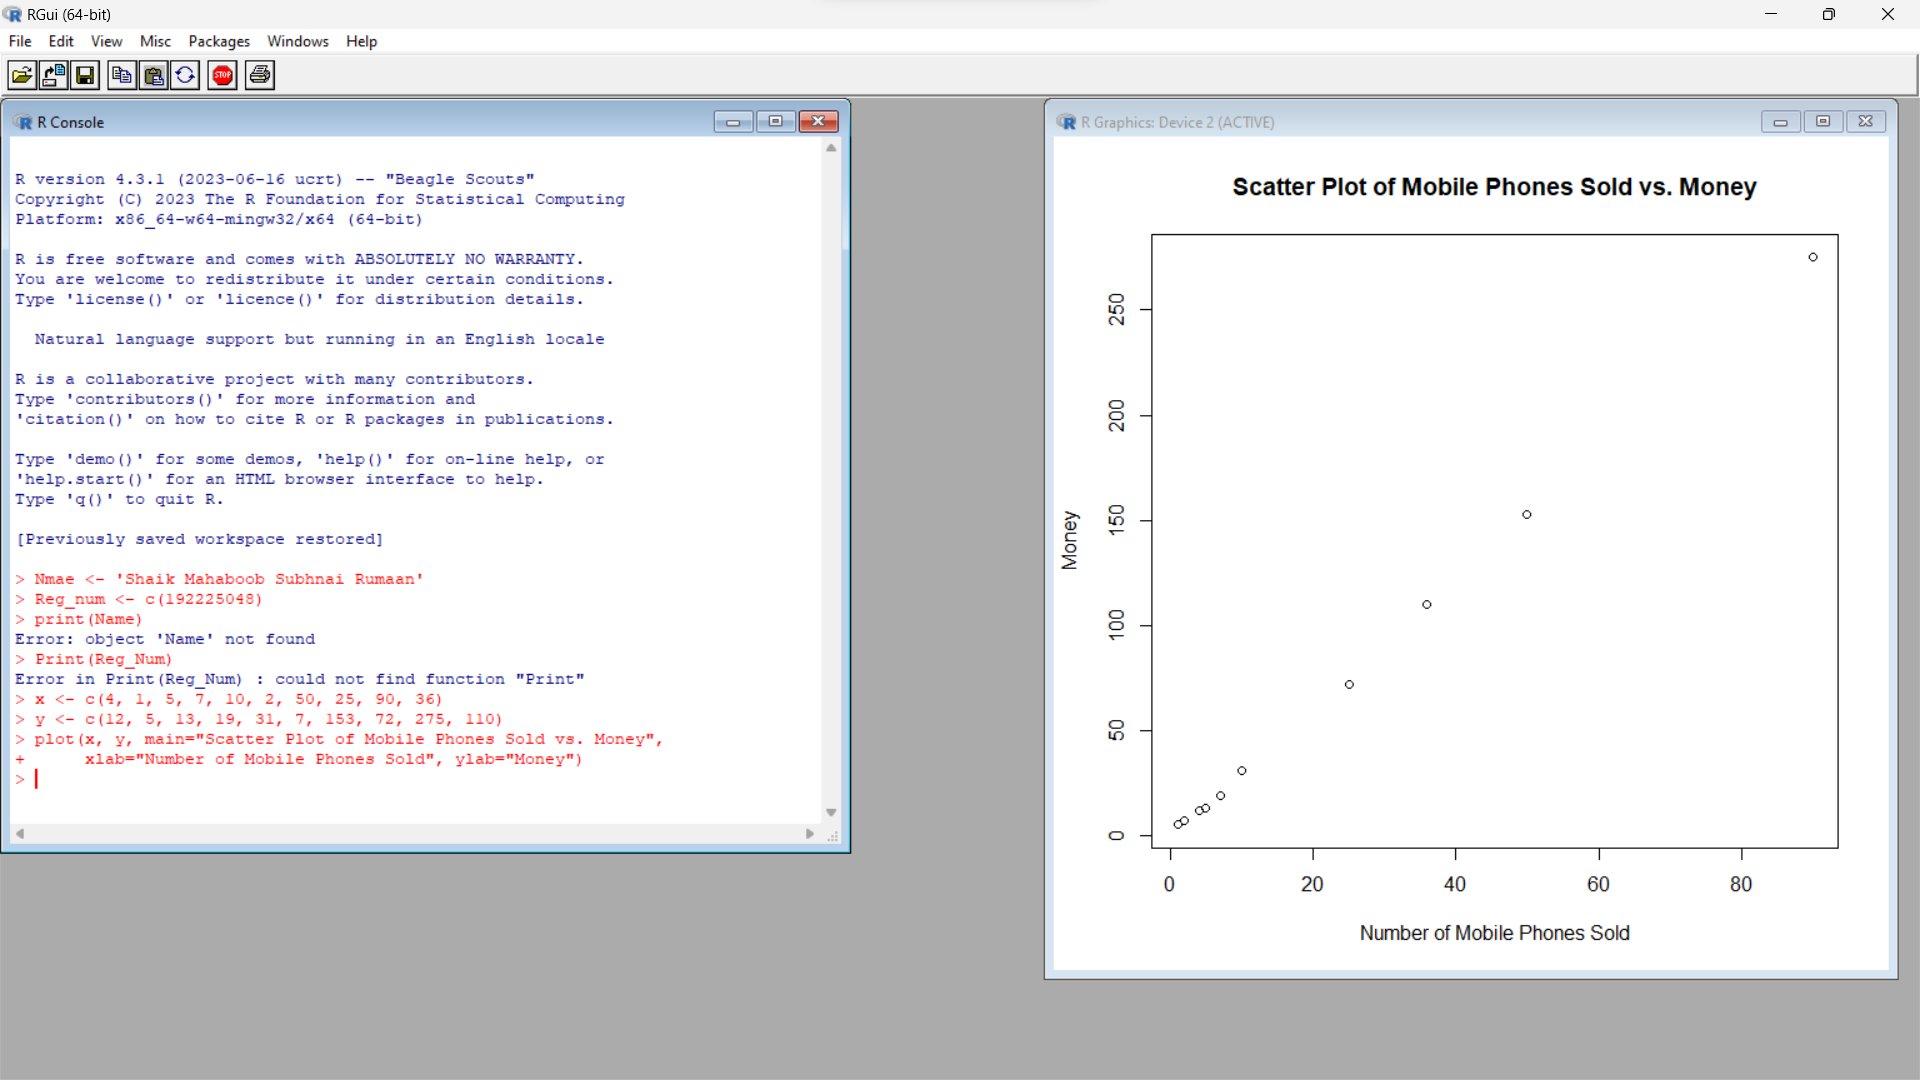 RGui (64-bit)
File Edit View Misc Packages Windows Help
STOP
R Console
R version 4.3.1 (2023-06-16 ucrt) -- "Beagle Scouts"
Copyright (C) 2023 The R Foundation for Statistical Computing
Platform: x86_64-w64-mingw32/x64 (64-bit)
R is free software and comes with ABSOLUTELY NO WARRANTY.
You are welcome to redistribute it under certain conditions.
Type 'license()' or 'licence()' for distribution details.
Natural language support but running in an English locale
R is a collaborative project with many contributors.
Type 'contributors()' for more information and
'citation()' on how to cite R or R packages in publications.
Type 'demo()' for some demos, 'help()' for on-line help, or
'help.start()' for an HTML browser interface to help.
Type 'q()' to quit R.
[Previously saved workspace restored]
> Nmae <- 'Shaik Mahaboob Subhnai Rumaan'
> Reg_num <- c(192225048)
> print(Name)
Error: object 'Name' not found
> Print(Reg_Num)
Error in Print(Reg_Num) : could not find function "Print"
> x <- c(4, 1, 5, 7, 10, 2, 50, 25, 90, 36)
> y <- c(12, 5, 13, 19, 31, 7, 153, 72, 275, 110)
> plot(x, y, main="Scatter Plot of Mobile Phones Sold vs. Money",
+      xlab="Number of Mobile Phones Sold", ylab="Money")
>
R Graphics: Device 2 (ACTIVE)
Scatter Plot of Mobile Phones Sold vs. Money
250
200
150
100
50
0
Money
0 20 40 60 80
Number of Mobile Phones Sold